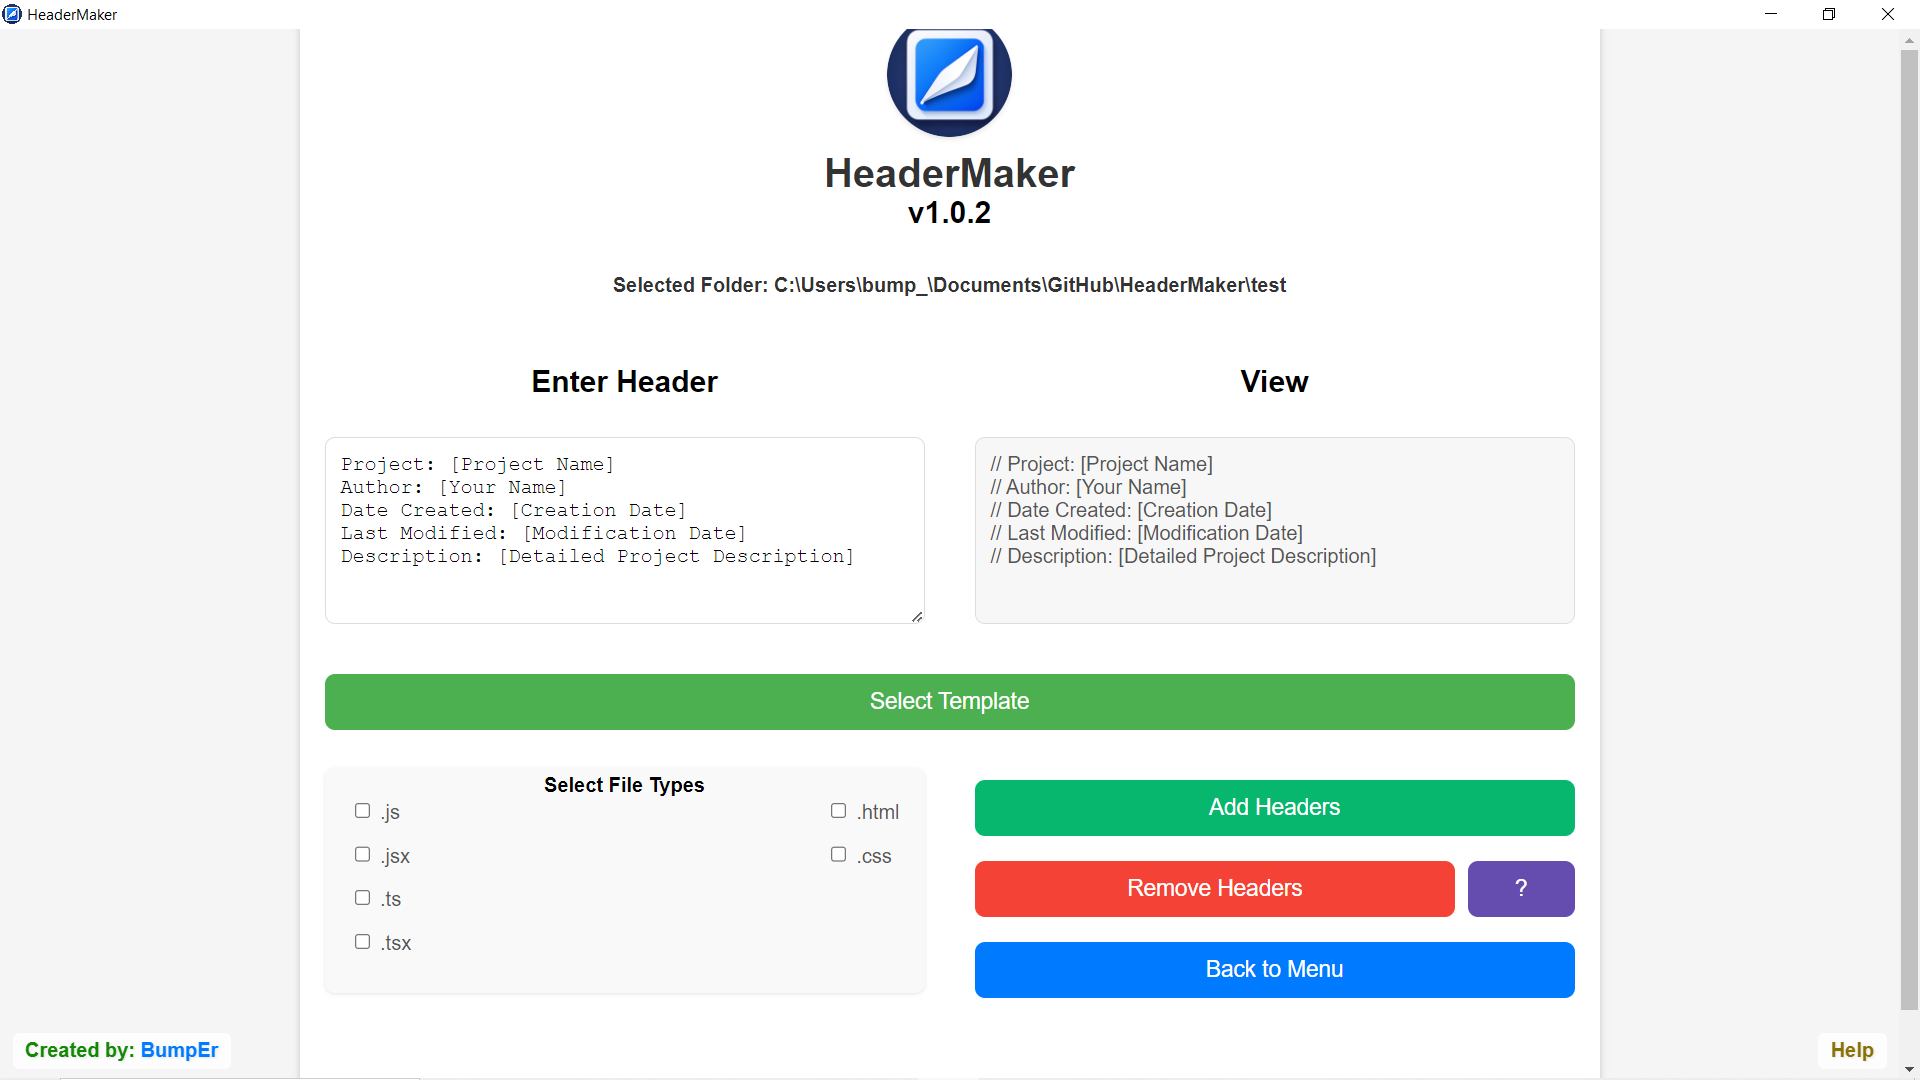 HeaderMaker
HeaderMaker
v1.0.2
Selected Folder: C:\Users\bump_\Documents\GitHub\HeaderMaker\test
Enter Header
Project: [Project Name]
Author: [Your Name]
Date Created: [Creation Date]
Last Modified: [Modification Date]
Description: [Detailed Project Description]
View
// Project: [Project Name]
// Author: [Your Name]
// Date Created: [Creation Date]
// Last Modified: [Modification Date]
// Description: [Detailed Project Description]
Select Template
Select File Types
.js
.jsx
.ts
.tsx
.html
.css
Add Headers
Remove Headers
?
Back to Menu
Created by: BumpEr
Help